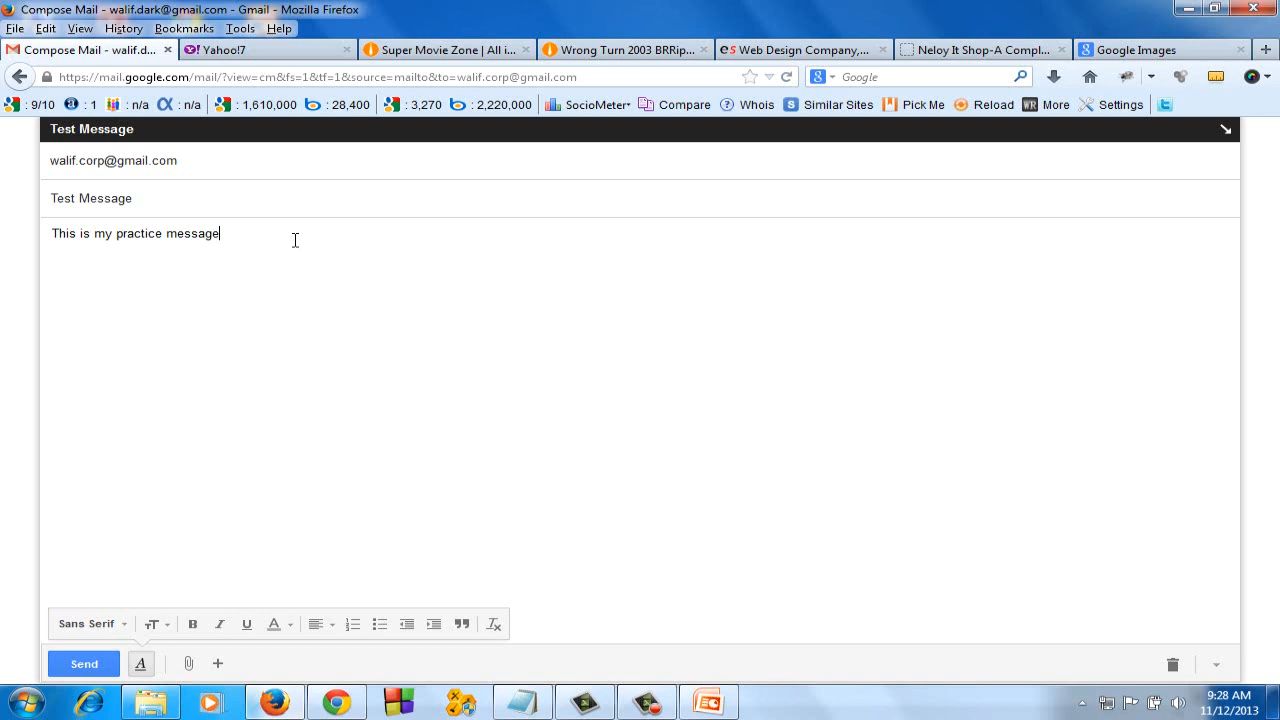 Compose Mail - walif.dark@gmail.com - Gmail - Mozilla Firefox
File Edit View History Bookmarks Tools Help
Compose Mail - walif.d... Yahoo!7 Super Movie Zone | All i... Wrong Turn 2003 BRRip... es Web Design Company,... Neloy It Shop-A Compl... Google Images
https://mail.google.com/mail/?view=cm&fs=1&tf=1&source=mailto&to=walif.corp@gmail.com Google
: 9/10 : 1 : n/a : n/a : 1,610,000 : 28,400 : 3,270 : 2,220,000 SocioMeter Compare Whois Similar Sites Pick Me Reload WR More Settings
Test Message
walif.corp@gmail.com
Test Message
This is my practice message
Sans Serif TT B I U A
Send A
9:28 AM
11/12/2013